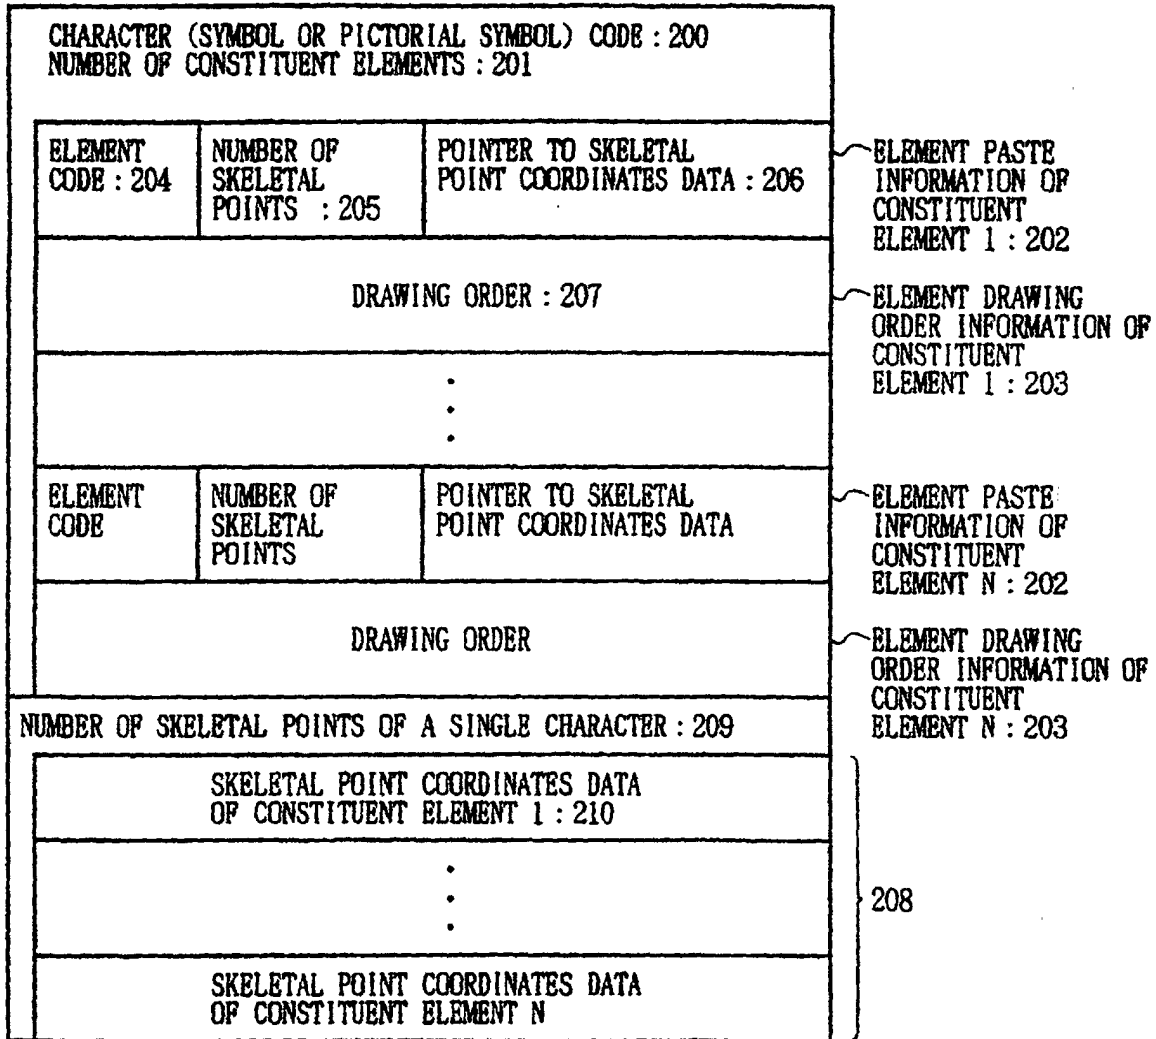 CHARACTER (SYMBOL OR PICTORIAL SYMBOL) CODE : 200
NUMBER OF CONSTITUENT ELEMENTS : 201
ELEMENT
CODE : 204
NUMBER OF
SKELETAL
POINTS : 205
POINTER TO SKELETAL
POINT COORDINATES DATA : 206
ELEMENT PASTE
INFORMATION OF
CONSTITUENT
ELEMENT 1 : 202
DRAWING ORDER : 207
ELEMENT DRAWING
ORDER INFORMATION OF
CONSTITUENT
ELEMENT 1 : 203
ELEMENT
CODE
NUMBER OF
SKELETAL
POINTS
POINTER TO SKELETAL
POINT COORDINATES DATA
ELEMENT PASTE
INFORMATION OF
CONSTITUENT
ELEMENT N : 202
DRAWING ORDER
ELEMENT DRAWING
ORDER INFORMATION OF
CONSTITUENT
ELEMENT N : 203
NUMBER OF SKELETAL POINTS OF A SINGLE CHARACTER : 209
SKELETAL POINT COORDINATES DATA
OF CONSTITUENT ELEMENT 1 : 210
208
SKELETAL POINT COORDINATES DATA
OF CONSTITUENT ELEMENT N